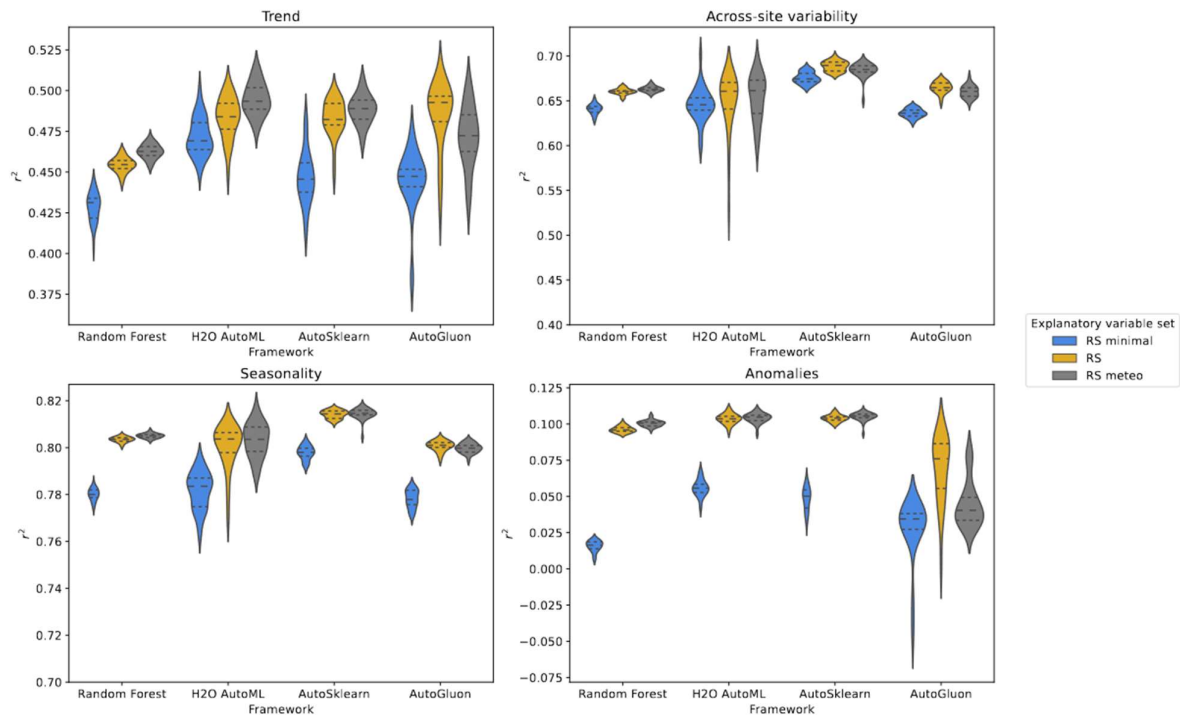 Trend
0.525
0.500
0.475
0.450
0.425
0.400
0.375
r²
Random Forest H2O AutoML AutoSklearn AutoGluon
Framework
Across-site variability
0.70
0.65
0.60
0.55
0.50
0.45
0.40
r²
Random Forest H2O AutoML AutoSklearn AutoGluon
Framework
Explanatory variable set
RS minimal
RS
RS meteo
Seasonality
0.82
0.80
0.78
0.76
0.74
0.72
0.70
r²
Random Forest H2O AutoML AutoSklearn AutoGluon
Framework
Anomalies
0.125
0.100
0.075
0.050
0.025
0.000
−0.025
−0.050
−0.075
r²
Random Forest H2O AutoML AutoSklearn AutoGluon
Framework